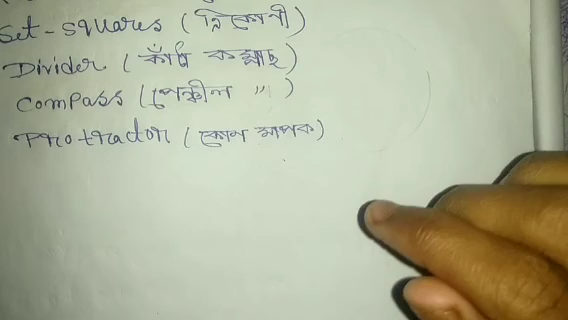 Set-squares (ত্রিকোণী)
Divider (কাঁটা কম্পাছ)
Compass (পেঞ্চীল " )
Protractor (কোণ মাপক)